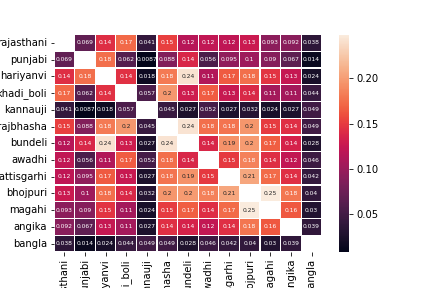 rajasthani 0.069 0.14 0.17 0.041 0.15 0.12 0.12 0.12 0.13 0.093 0.092 0.038
punjabi 0.069 0.18 0.062 0.0087 0.088 0.14 0.056 0.095 0.1 0.09 0.067 0.014
hariyanvi 0.14 0.18 0.14 0.018 0.18 0.24 0.11 0.17 0.18 0.15 0.13 0.024
hadi_boli 0.17 0.062 0.14 0.057 0.2 0.13 0.17 0.13 0.14 0.11 0.11 0.044
kannauji 0.041 0.0087 0.018 0.057 0.045 0.027 0.052 0.027 0.032 0.024 0.027 0.049
rajbhasha 0.15 0.088 0.18 0.2 0.045 0.24 0.18 0.18 0.2 0.15 0.14 0.049
bundeli 0.12 0.14 0.24 0.13 0.027 0.24 0.14 0.19 0.2 0.17 0.14 0.028
awadhi 0.12 0.056 0.11 0.17 0.052 0.18 0.14 0.15 0.18 0.14 0.12 0.046
attisgarhi 0.12 0.095 0.17 0.13 0.027 0.18 0.19 0.15 0.21 0.17 0.14 0.042
bhojpuri 0.13 0.1 0.18 0.14 0.032 0.2 0.2 0.18 0.21 0.25 0.18 0.04
magahi 0.093 0.09 0.15 0.11 0.024 0.15 0.17 0.14 0.17 0.25 0.16 0.03
angika 0.092 0.067 0.13 0.11 0.027 0.14 0.14 0.12 0.14 0.18 0.16 0.039
bangla 0.038 0.014 0.024 0.044 0.049 0.049 0.028 0.046 0.042 0.04 0.03 0.039
sthani unjabi anvi i_boli nnauji hasha undeli wadhi garhi ojpuri agahi ngika angla
0.20
0.15
0.10
0.05